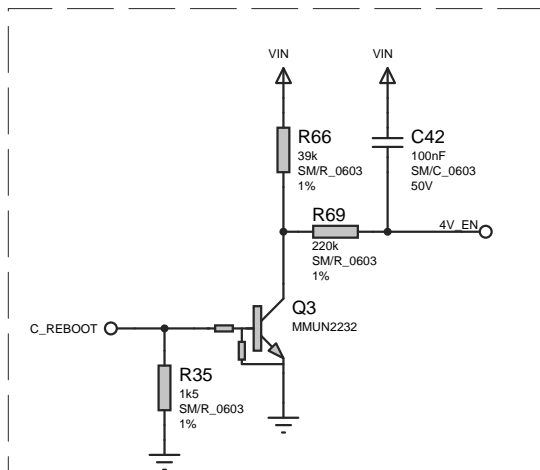 VIN
VIN
R66
39k
SM/R_0603
1%
C42
100nF
SM/C_0603
50V
R69
220k
SM/R_0603
1%
4V_EN
Q3
MMUN2232
C_REBOOT
R35
1k5
SM/R_0603
1%